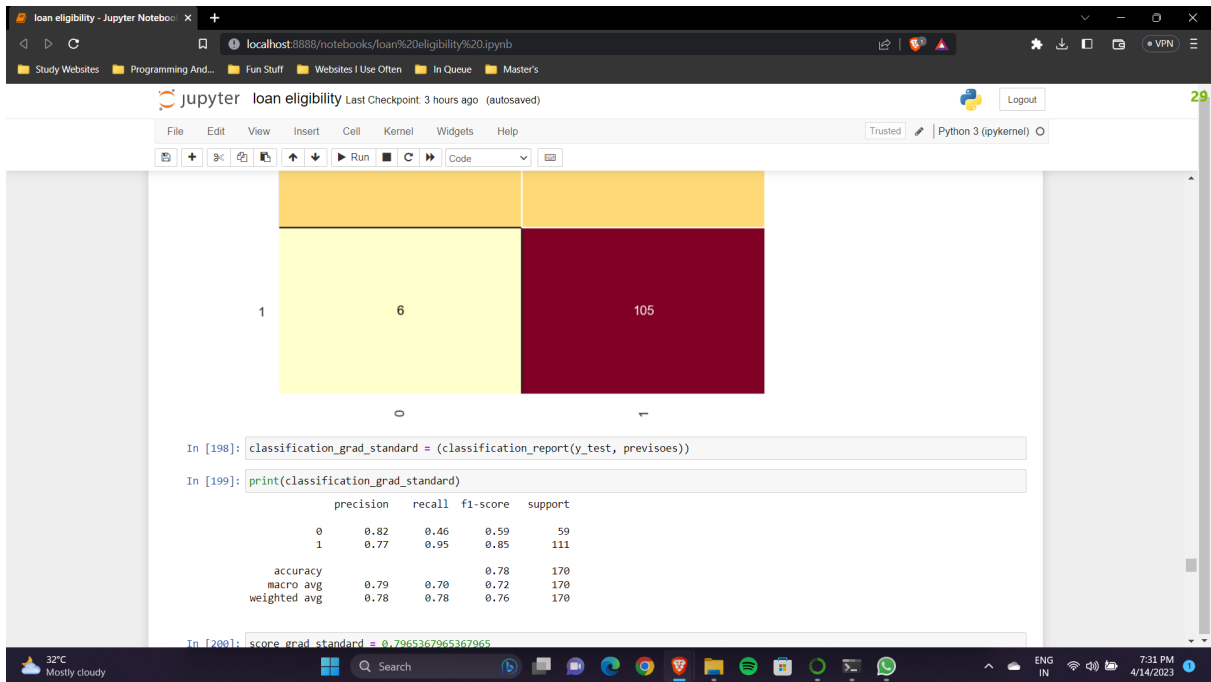 loan eligibility - Jupyter Notebool
localhost:8888/notebooks/loan%20eligibility%20.ipynb
VPN
Study Websites Programming And... Fun Stuff Websites I Use Often In Queue Master's
jupyter loan eligibility Last Checkpoint: 3 hours ago (autosaved)
Logout
29
File Edit View Insert Cell Kernel Widgets Help
Trusted Python 3 (ipykernel)
Run Code
1 6 105
0 1
In [198]: classification_grad_standard = (classification_report(y_test, previsoes))
In [199]: print(classification_grad_standard)
precision recall f1-score support
0 0.82 0.46 0.59 59
1 0.77 0.95 0.85 111
accuracy 0.78 170
macro avg 0.79 0.70 0.72 170
weighted avg 0.78 0.78 0.76 170
In [200]: score_grad_standard = 0.7965367965367965
32°C
Mostly cloudy
Search
ENG
IN
7:31 PM
4/14/2023
1